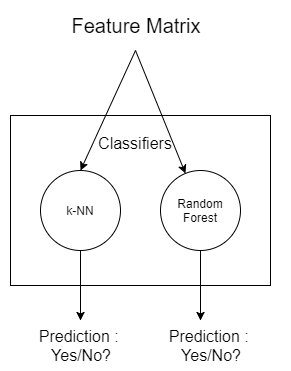 Feature Matrix
Classifiers
k-NN
Random
Forest
Prediction :
Yes/No?
Prediction :
Yes/No?